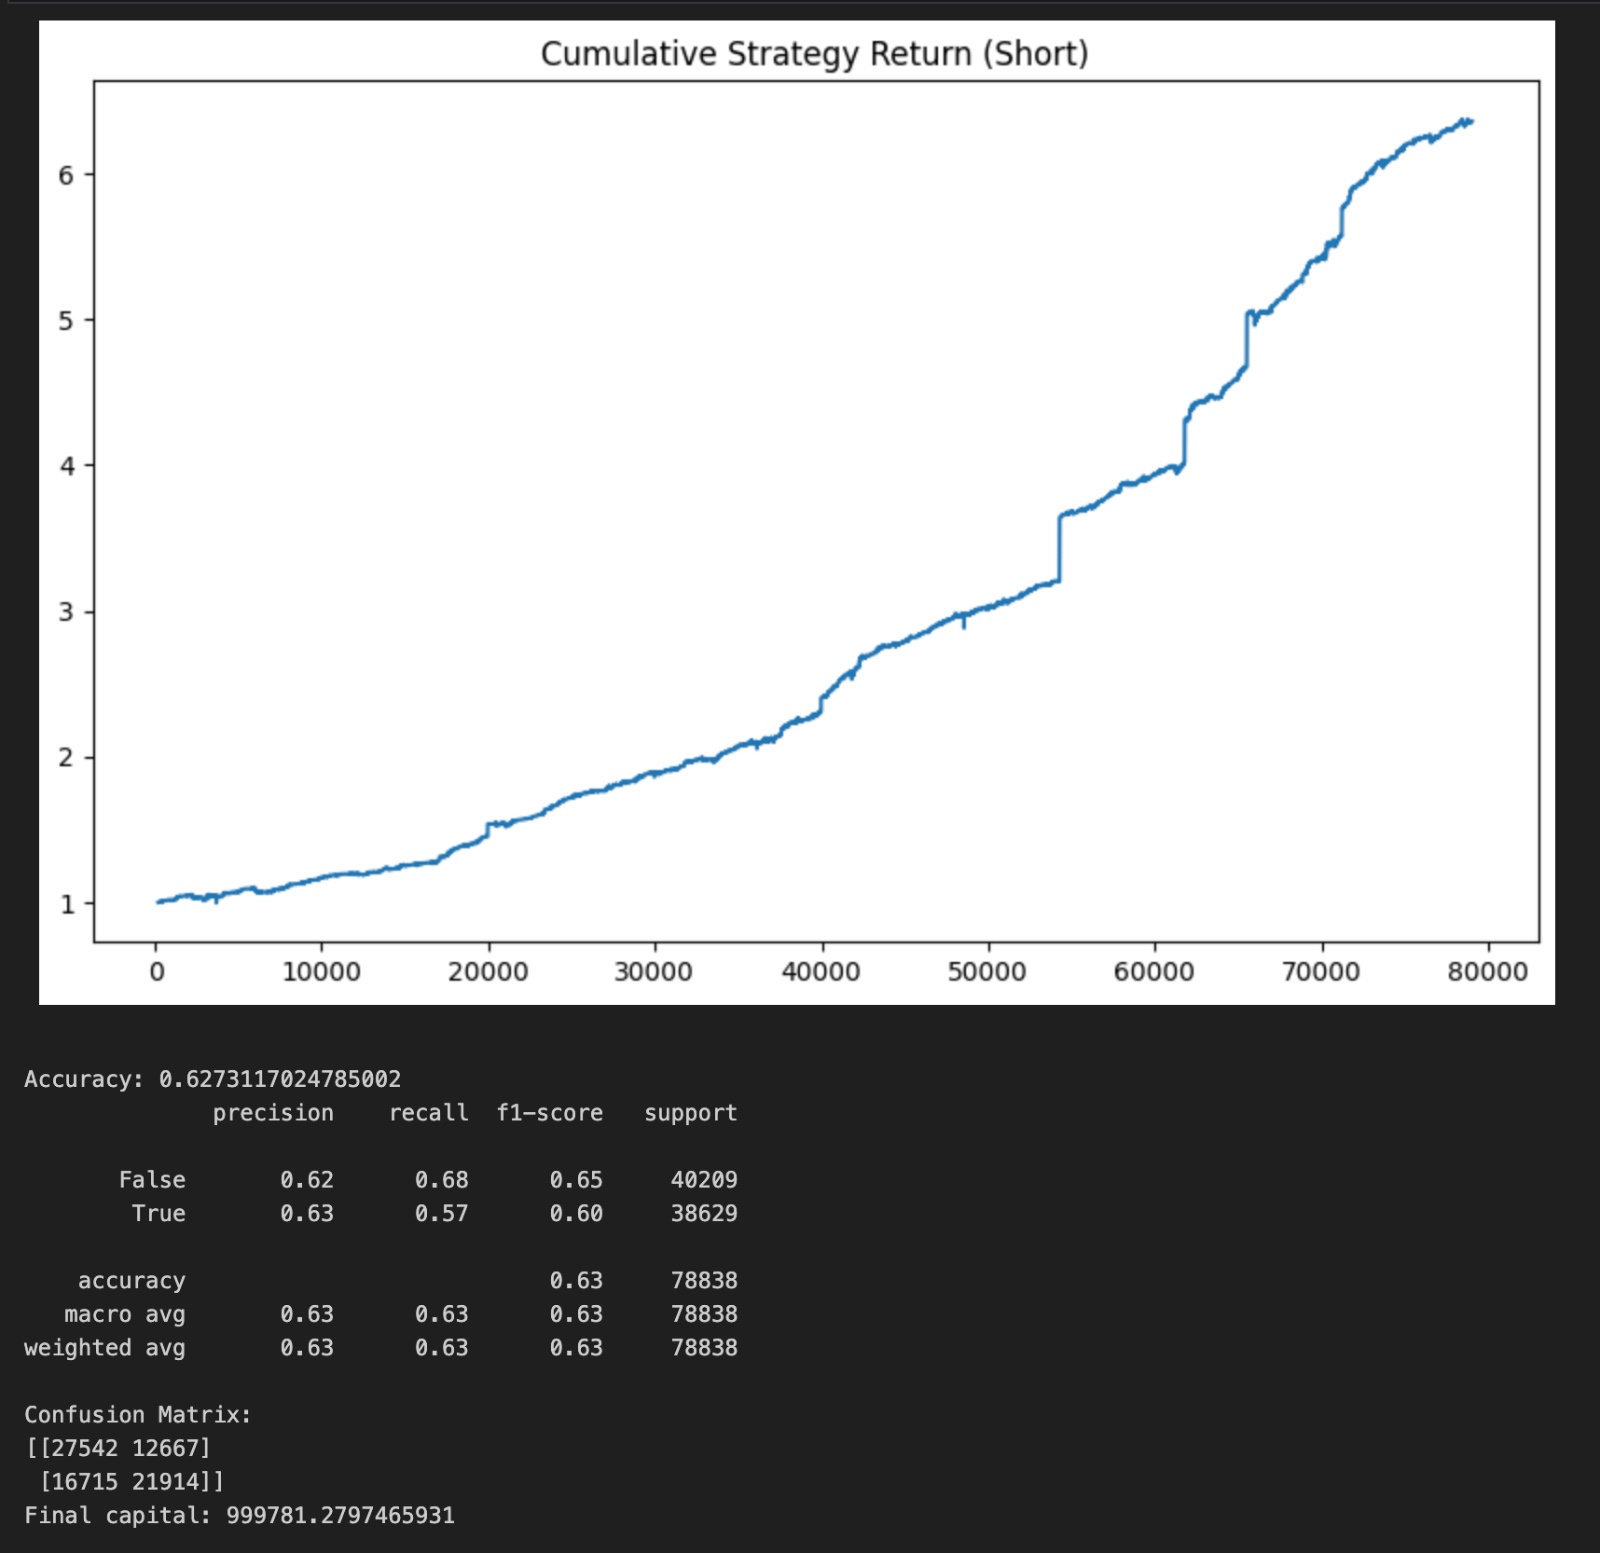 Cumulative Strategy Return (Short)
6
5
4
3
2
1
0 10000 20000 30000 40000 50000 60000 70000 80000
Accuracy: 0.6273117024785002
precision recall f1-score support
False 0.62 0.68 0.65 40209
True 0.63 0.57 0.60 38629
accuracy 0.63 78838
macro avg 0.63 0.63 0.63 78838
weighted avg 0.63 0.63 0.63 78838
Confusion Matrix:
[[27542 12667]
[16715 21914]]
Final capital: 999781.2797465931